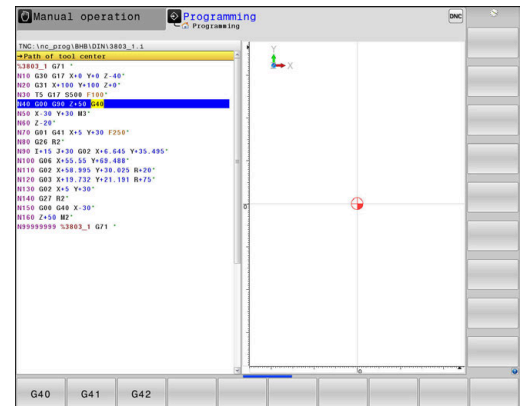 Manual operation
Programming
DNC
Programming
TNC:\nc_prog\BHB\DIN\3803_1.i
→Path of tool center
%3803_1 G71 *
N10 G30 G17 X+0 Y+0 Z-40*
N20 G31 X+100 Y+100 Z+0*
N30 T5 G17 S500 F100*
N40 G00 G90 Z+50 G40
N50 X-30 Y+30 M3*
N60 Z-20*
N70 G01 G41 X+5 Y+30 F250*
N80 G26 R2*
N90 I+15 J+30 G02 X+6.645 Y+35.495*
N100 G06 X+55.55 Y+69.488*
N110 G02 X+58.995 Y+30.025 R+20*
N120 G03 X+19.732 Y+21.191 R+75*
N130 G02 X+5 Y+30*
N140 G27 R2*
N150 G00 G40 X-30*
N160 Z+50 M2*
N99999999 %3803_1 G71 *
Y
X
0
0
G40 G41 G42